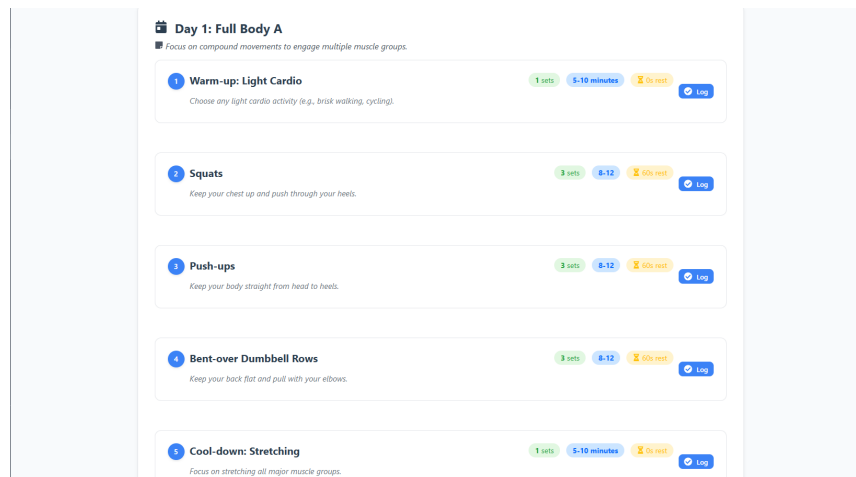 Day 1: Full Body A
Focus on compound movements to engage multiple muscle groups.
1 Warm-up: Light Cardio 1 sets 5-10 minutes 0s rest Log
Choose any light cardio activity (e.g., brisk walking, cycling).
2 Squats 3 sets 8-12 60s rest Log
Keep your chest up and push through your heels.
3 Push-ups 3 sets 8-12 60s rest Log
Keep your body straight from head to heels.
4 Bent-over Dumbbell Rows 3 sets 8-12 60s rest Log
Keep your back flat and pull with your elbows.
5 Cool-down: Stretching 1 sets 5-10 minutes 0s rest Log
Focus on stretching all major muscle groups.